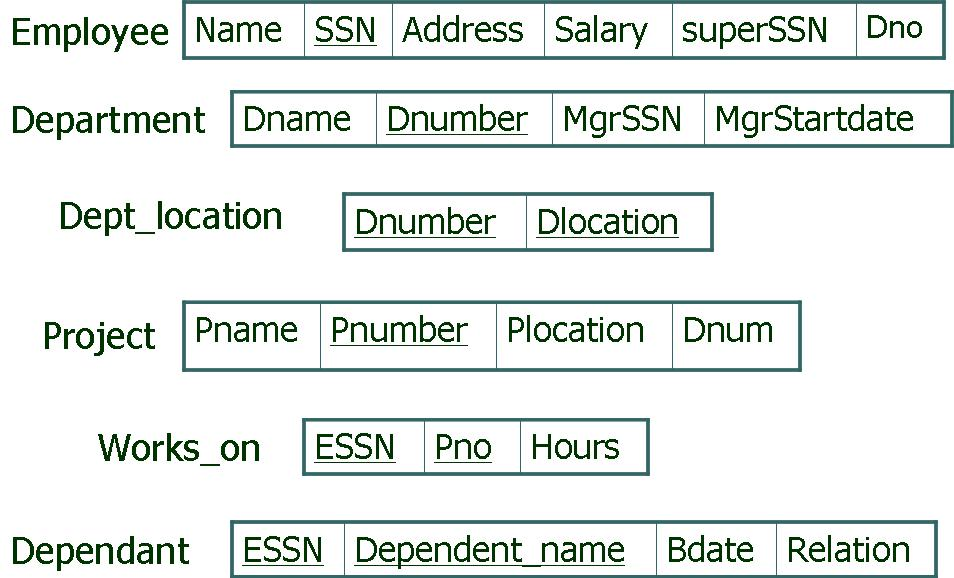 Employee Name SSN Address Salary superSSN Dno
Department Dname Dnumber MgrSSN MgrStartdate
Dept_location Dnumber Dlocation
Project Pname Pnumber Plocation Dnum
Works_on ESSN Pno Hours
Dependant ESSN Dependent_name Bdate Relation